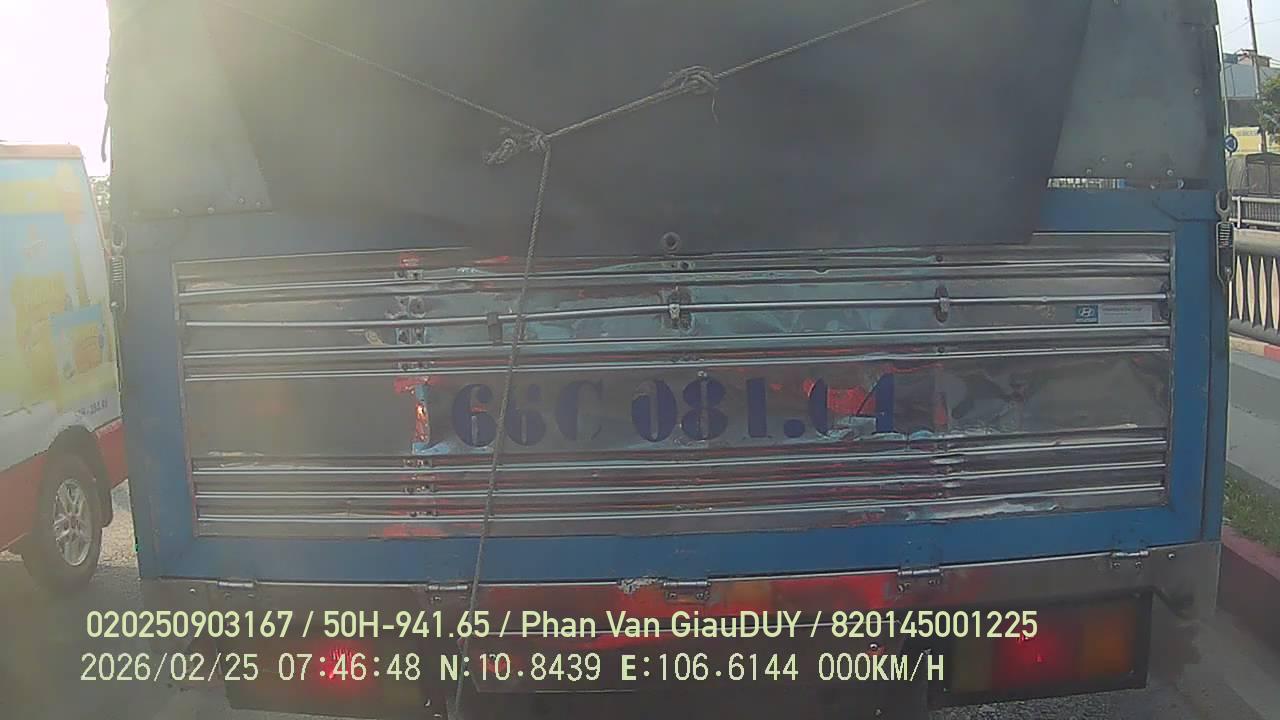 66C 081.04
020250903167 / 50H-941.65 / Phan Van GiauDUY / 820145001225
2026/02/25 07:46:48 N:10.8439 E:106.6144 000KM/H